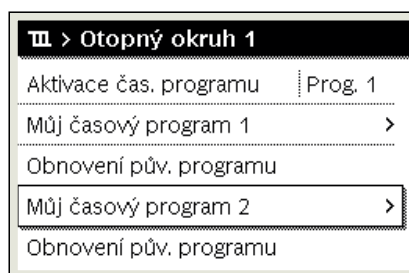 > Otopný okruh 1
Aktivace čas. programu Prog. 1
Můj časový program 1 >
Obnovení pův. programu
Můj časový program 2 >
Obnovení pův. programu